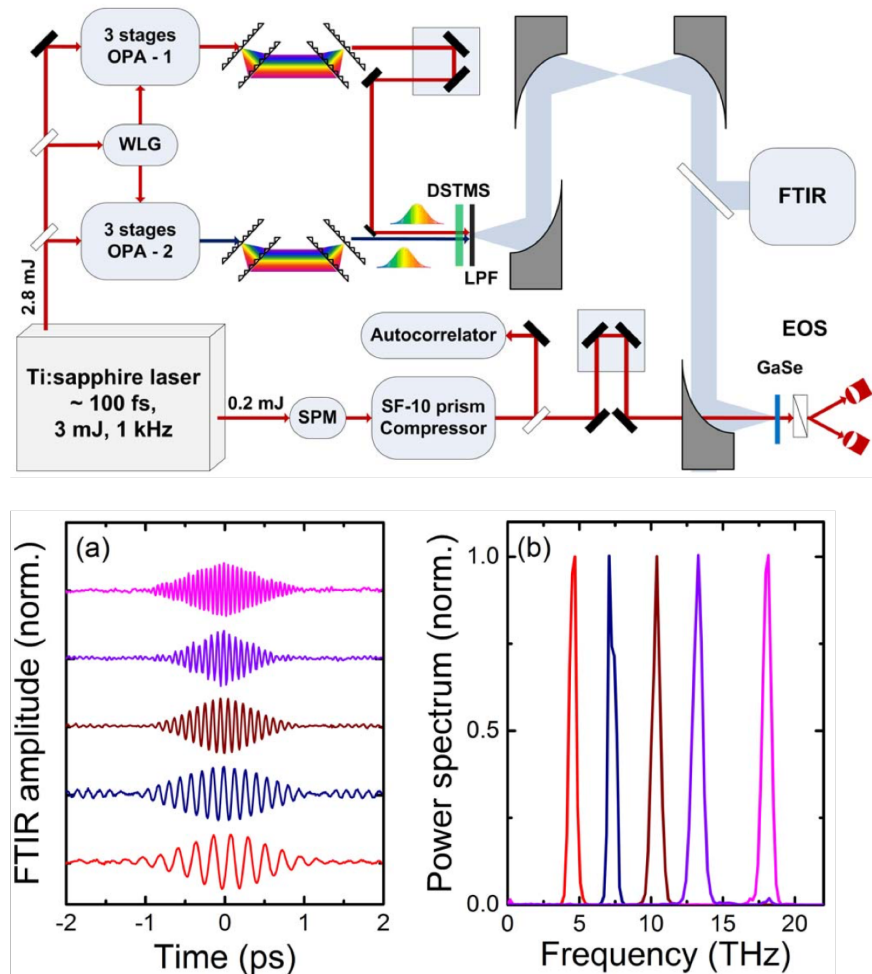 3 stages
OPA - 1
WLG
3 stages
OPA - 2
2.8 mJ
DSTMS
LPF
FTIR
Ti:sapphire laser
~ 100 fs,
3 mJ, 1 kHz
0.2 mJ
SPM
Autocorrelator
SF-10 prism
Compressor
EOS
GaSe
(a)
FTIR amplitude (norm.)
-2 -1 0 1 2
Time (ps)
(b)
Power spectrum (norm.)
1.0
0.5
0.0
0 5 10 15 20
Frequency (THz)